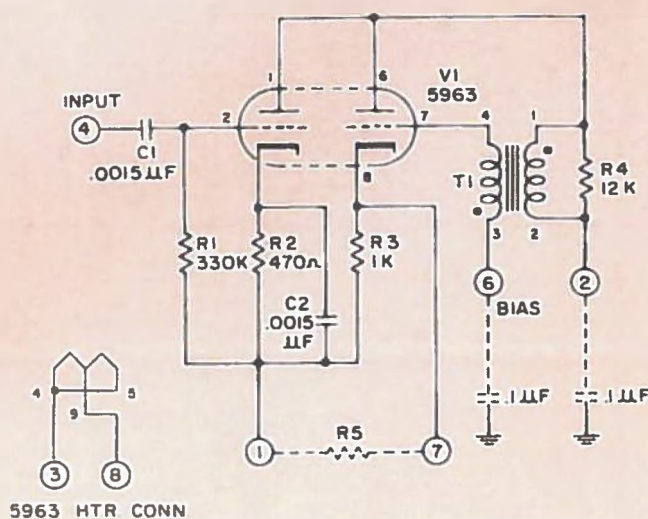 1
6
V1
5963
INPUT
4
2
7
4
1
C1
.0015µF
8
T1
R4
12K
3
2
R1
330K
R2
470Ω
R3
1K
6
2
BIAS
C2
.0015
µF
4
5
9
.1µF
.1µF
R5
1
7
3
8
5963 HTR CONN